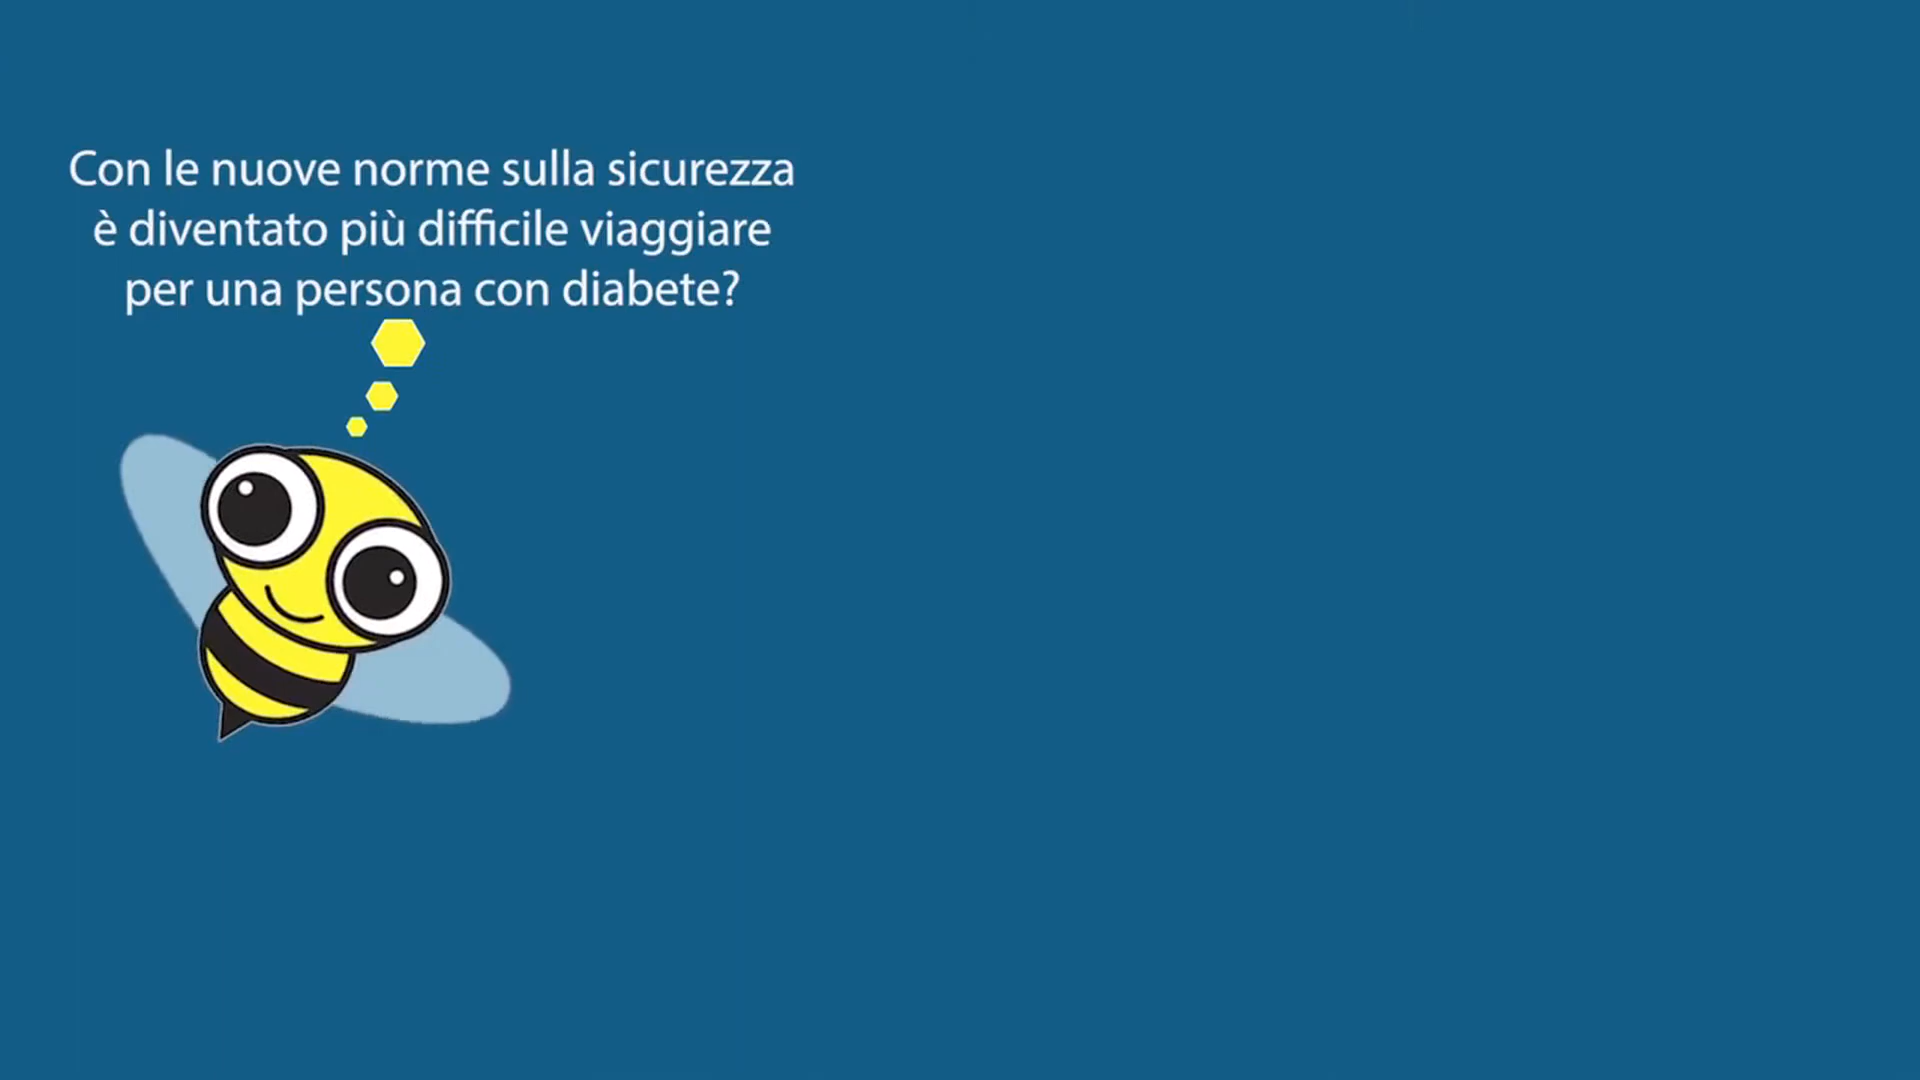 Con le nuove norme sulla sicurezza
è diventato più difficile viaggiare
per una persona con diabete?